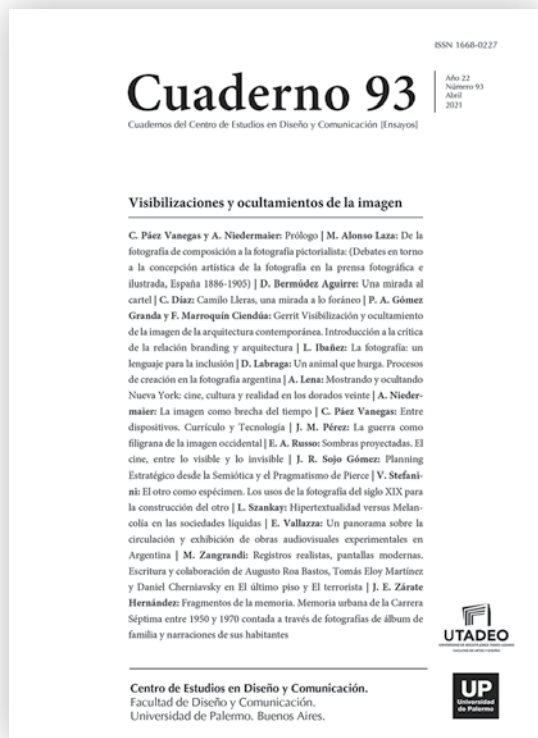 ISSN 1668-0227
Cuaderno 93
Año 22
Número 93
Abril
2021
Cuadernos del Centro de Estudios en Diseño y Comunicación [Ensayos]
Visibilizaciones y ocultamientos de la imagen
C. Páez Vanegas y A. Niedermaier: Prólogo | M. Alonso Laza: De la
fotografía de composición a la fotografía pictorialista: (Debates en torno
a la concepción artística de la fotografía en la prensa fotográfica e
ilustrada, España 1886-1905) | D. Bermúdez Aguirre: Una mirada al
cartel | C. Díaz: Camilo Lleras, una mirada a lo foráneo | P. A. Gómez
Granda y F. Marroquín Ciendúa: Gerrit Visibilización y ocultamiento
de la imagen de la arquitectura contemporánea. Introducción a la crítica
de la relación branding y arquitectura | L. Ibañez: La fotografía: un
lenguaje para la inclusión | D. Labraga: Un animal que hurga. Procesos
de creación en la fotografía argentina | A. Lena: Mostrando y ocultando
Nueva York: cine, cultura y realidad en los dorados veinte | A. Nieder-
maier: La imagen como brecha del tiempo | C. Páez Vanegas: Entre
dispositivos. Currículo y Tecnología | J. M. Pérez: La guerra como
filigrana de la imagen occidental | E. A. Russo: Sombras proyectadas. El
cine, entre lo visible y lo invisible | J. R. Sojo Gómez: Planning
Estratégico desde la Semiótica y el Pragmatismo de Pierce | V. Stefani-
ni: El otro como espécimen. Los usos de la fotografía del siglo XIX para
la construcción del otro | L. Szankay: Hipertextualidad versus Melan-
colía en las sociedades líquidas | E. Vallazza: Un panorama sobre la
circulación y exhibición de obras audiovisuales experimentales en
Argentina | M. Zangrandi: Registros realistas, pantallas modernas.
Escritura y colaboración de Augusto Roa Bastos, Tomás Eloy Martínez
y Daniel Cherniavsky en El último piso y El terrorista | J. E. Zárate
Hernández: Fragmentos de la memoria. Memoria urbana de la Carrera
Séptima entre 1950 y 1970 contada a través de fotografías de álbum de
familia y narraciones de sus habitantes
UTADEO
Centro de Estudios en Diseño y Comunicación.
Facultad de Diseño y Comunicación.
Universidad de Palermo. Buenos Aires.
UP
Universidad
de Palermo